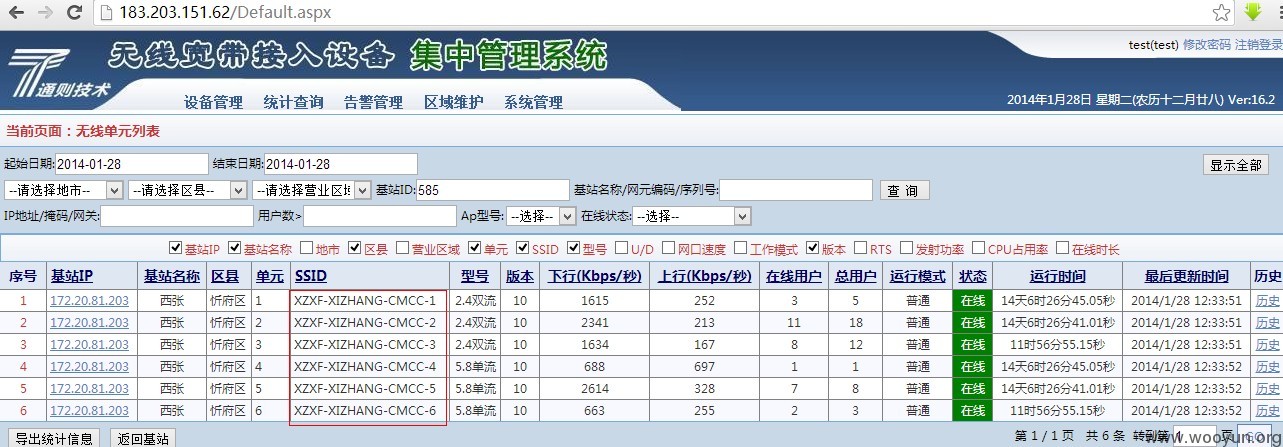 183.203.151.62/Default.aspx
通则技术
无线宽带接入设备 集中管理系统
test(test) 修改密码 注销登录
设备管理 统计查询 告警管理 区域维护 系统管理
2014年1月28日 星期二(农历十二月廿八) Ver:16.2
当前页面：无线单元列表
起始日期:2014-01-28 结束日期:2014-01-28 显示全部
--请选择地市-- --请选择区县-- --请选择营业区 基站ID:585 基站名称/网元编码/序列号: 查 询
IP地址/掩码/网关: 用户数> Ap型号: --选择-- 在线状态: --选择--
基站IP 基站名称 地市 区县 营业区域 单元 SSID 型号 U/D 网口速度 工作模式 版本 RTS 发射功率 CPU占用率 在线时长
序号 基站IP 基站名称 区县 单元 SSID 型号 版本 下行(Kbps/秒) 上行(Kbps/秒) 在线用户 总用户 运行模式 状态 运行时间 最后更新时间 历史
1 172.20.81.203 西张 忻府区 1 XZXF-XIZHANG-CMCC-1 2.4双流 10 1615 252 3 5 普通 在线 14天6时26分45.05秒 2014/1/28 12:33:51 历史
2 172.20.81.203 西张 忻府区 2 XZXF-XIZHANG-CMCC-2 2.4双流 10 2341 213 11 18 普通 在线 14天6时26分41.01秒 2014/1/28 12:33:51 历史
3 172.20.81.203 西张 忻府区 3 XZXF-XIZHANG-CMCC-3 2.4双流 10 1634 167 8 12 普通 在线 11时56分55.15秒 2014/1/28 12:33:51 历史
4 172.20.81.203 西张 忻府区 4 XZXF-XIZHANG-CMCC-4 5.8单流 10 688 697 1 1 普通 在线 14天6时26分45.05秒 2014/1/28 12:33:52 历史
5 172.20.81.203 西张 忻府区 5 XZXF-XIZHANG-CMCC-5 5.8单流 10 2614 328 7 8 普通 在线 14天6时26分41.01秒 2014/1/28 12:33:52 历史
6 172.20.81.203 西张 忻府区 6 XZXF-XIZHANG-CMCC-6 5.8单流 10 663 255 2 3 普通 在线 11时56分55.15秒 2014/1/28 12:33:52 历史
导出统计信息 返回基站 第 1 / 1 页 共 6 条 转到第 1 页 GO
www.wooyun.org